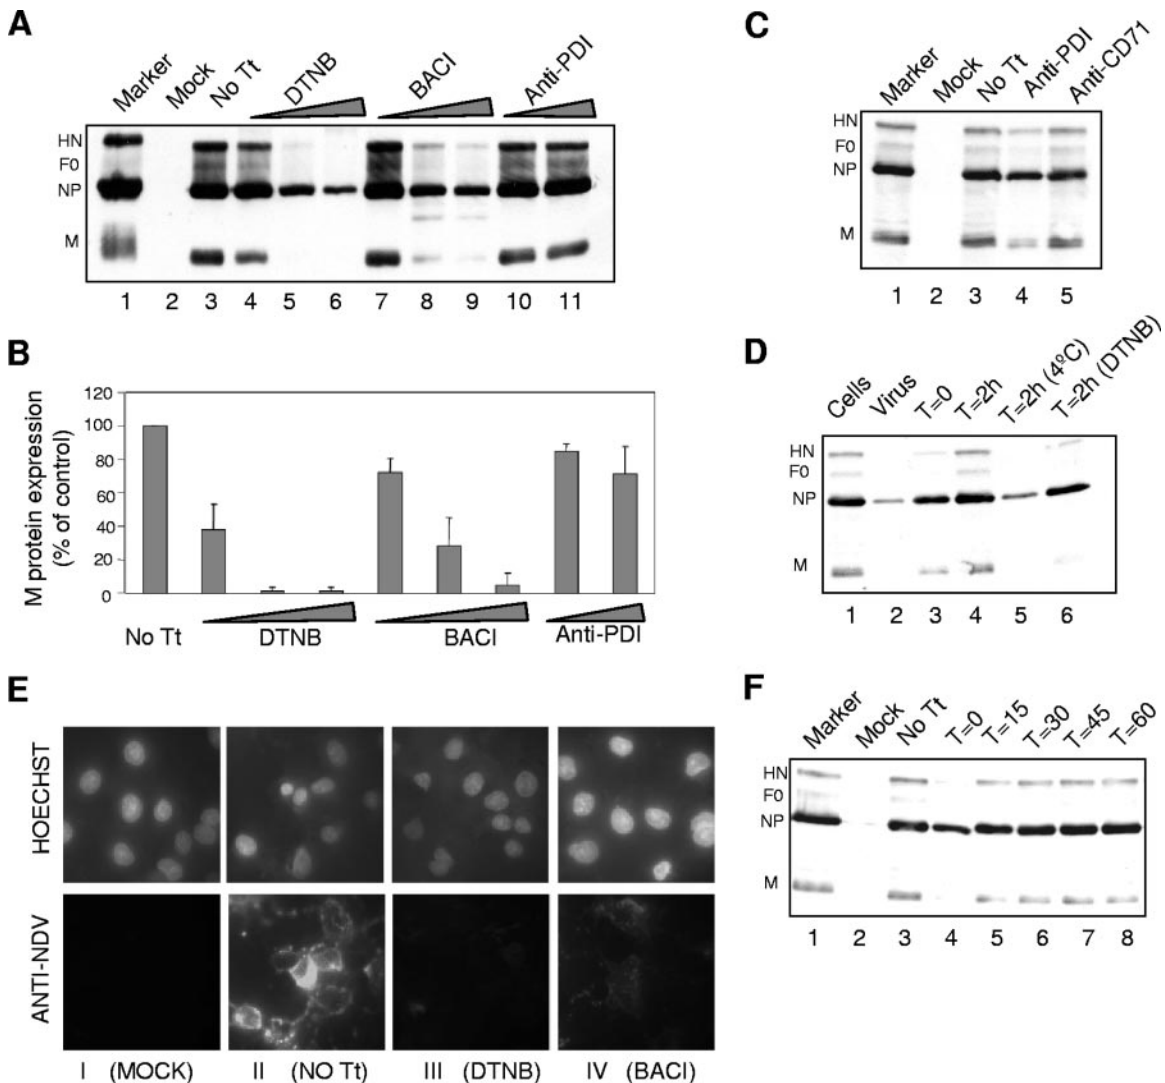 A
Marker Mock No Tt DTNB BACI Anti-PDI
HN
F0
NP
M
1 2 3 4 5 6 7 8 9 10 11
B
M protein expression
(% of control)
120
100
80
60
40
20
0
No Tt DTNB BACI Anti-PDI
C
Marker Mock No Tt Anti-PDI Anti-CD71
HN
F0
NP
M
1 2 3 4 5
D
Cells Virus T=0 T=2h T=2h (4ºC) T=2h (DTNB)
HN
F0
NP
M
1 2 3 4 5 6
E
HOECHST
ANTI-NDV
I (MOCK) II (NO Tt) III (DTNB) IV (BACI)
F
Marker Mock No Tt T=0 T=15 T=30 T=45 T=60
HN
F0
NP
M
1 2 3 4 5 6 7 8